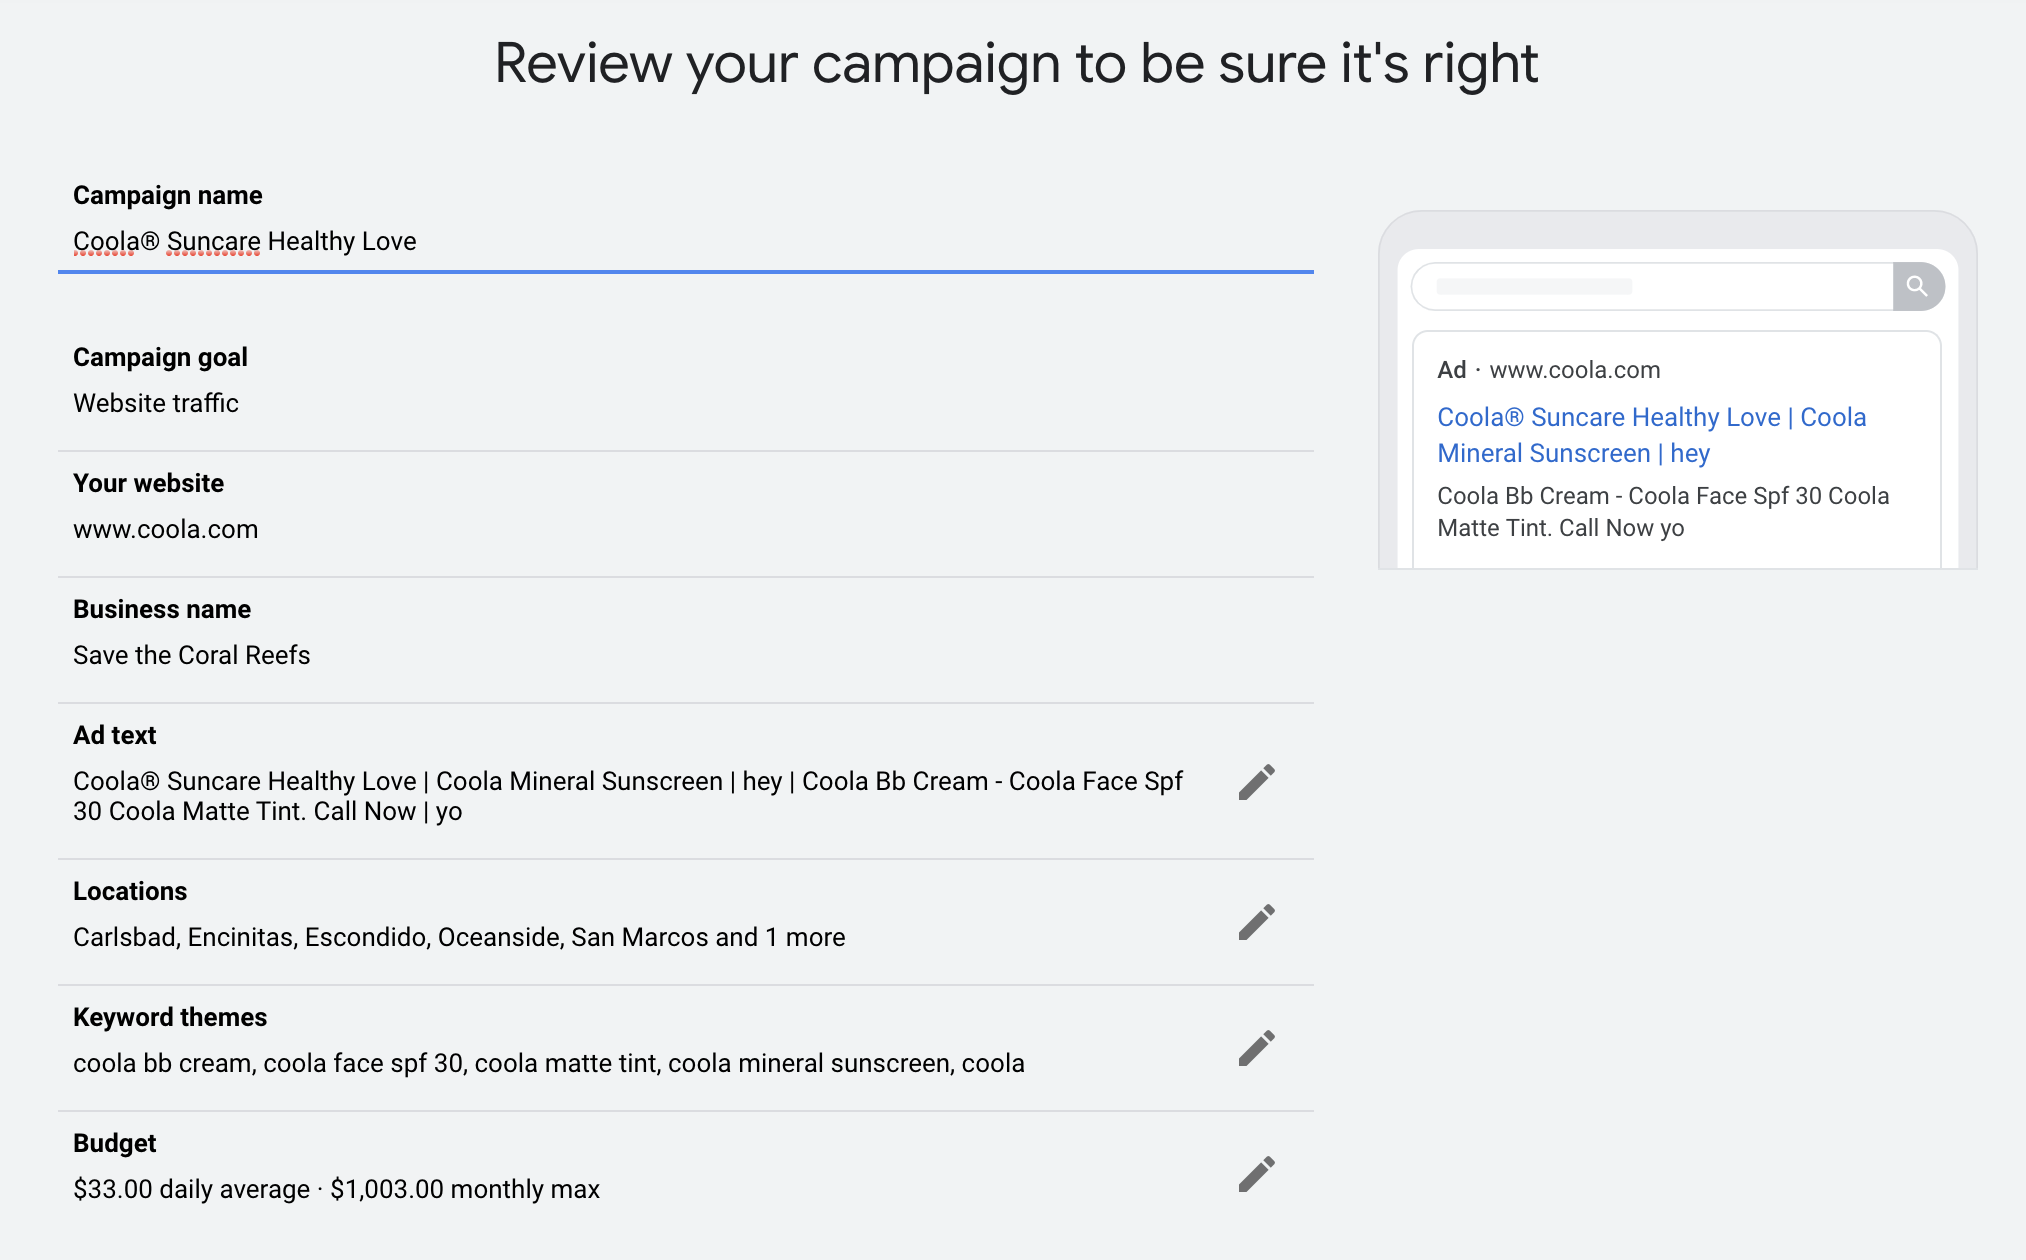 Review your campaign to be sure it's right
Campaign name
Coola® Suncare Healthy Love
Campaign goal
Website traffic
Your website
www.coola.com
Business name
Save the Coral Reefs
Ad text
Coola® Suncare Healthy Love | Coola Mineral Sunscreen | hey | Coola Bb Cream - Coola Face Spf
30 Coola Matte Tint. Call Now | yo
Locations
Carlsbad, Encinitas, Escondido, Oceanside, San Marcos and 1 more
Keyword themes
coola bb cream, coola face spf 30, coola matte tint, coola mineral sunscreen, coola
Budget
$33.00 daily average · $1,003.00 monthly max
Ad · www.coola.com
Coola® Suncare Healthy Love | Coola
Mineral Sunscreen | hey
Coola Bb Cream - Coola Face Spf 30 Coola
Matte Tint. Call Now yo